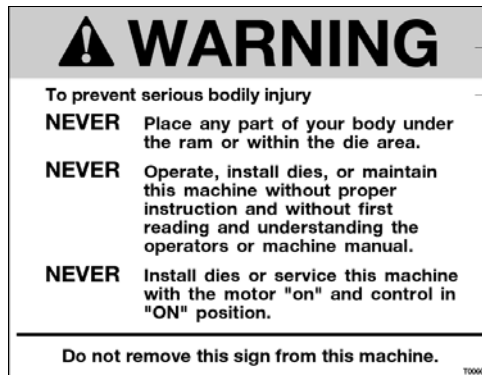 WARNING
To prevent serious bodily injury
NEVER Place any part of your body under
the ram or within the die area.
NEVER Operate, install dies, or maintain
this machine without proper
instruction and without first
reading and understanding the
operators or machine manual.
NEVER Install dies or service this machine
with the motor "on" and control in
"ON" position.
Do not remove this sign from this machine.